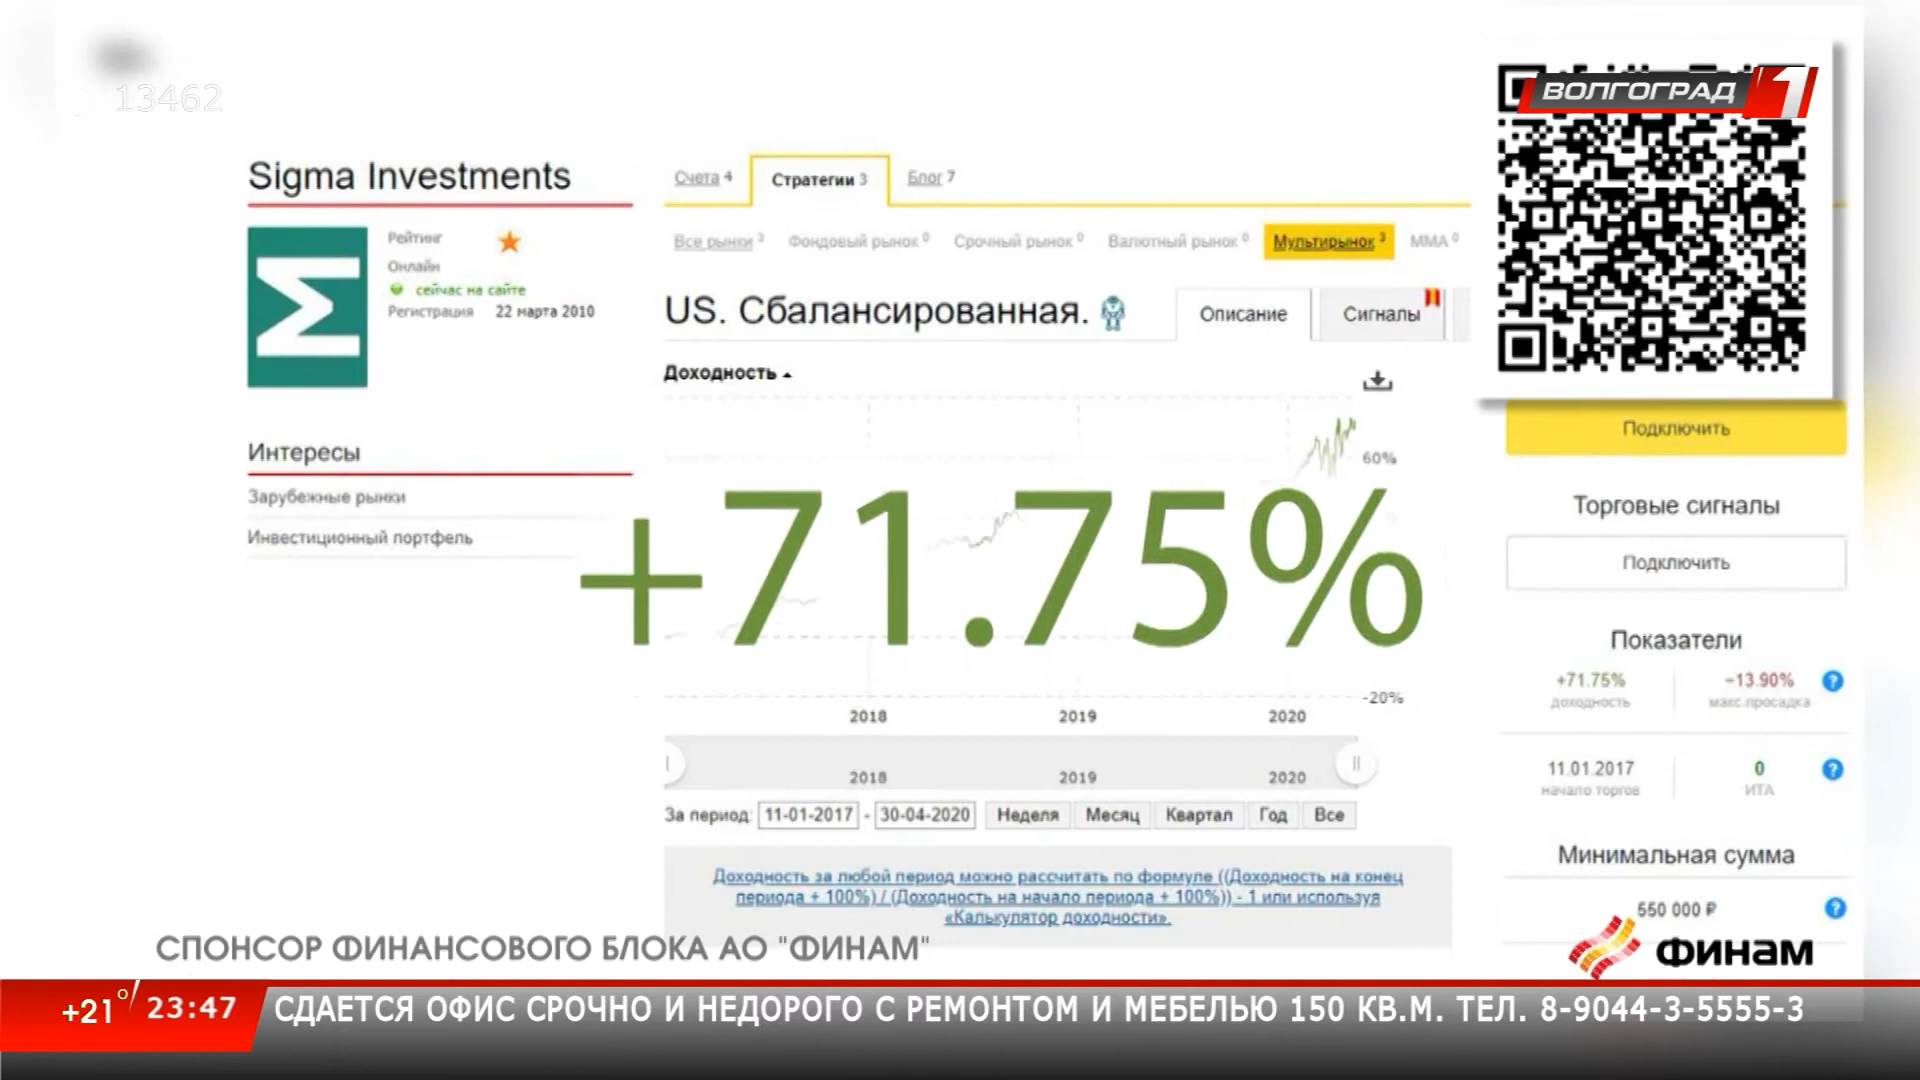 13462
ВОЛГОГРАД 1
Sigma Investments
Рейтинг
Онлайн
сейчас на сайте
Регистрация 22 марта 2010
Интересы
Зарубежные рынки
Инвестиционный портфель
Счета 4 Стратегии 3 Блог 7
Все рынки 3 Фондовый рынок 0 Срочный рынок 0 Валютный рынок 0 Мультирынок 3 ММА 0
US. Сбалансированная. Описание Сигналы
Доходность
60%
+71.75%
-20%
2018 2019 2020
2018 2019 2020
За период: 11-01-2017 - 30-04-2020 Неделя Месяц Квартал Год Все
Доходность за любой период можно рассчитать по формуле ((Доходность на конец
периода + 100%) / (Доходность на начало периода + 100%)) - 1 или используя
«Калькулятор доходности».
Подключить
Торговые сигналы
Подключить
Показатели
+71.75% −13.90% ?
доходность макс.просадка
11.01.2017 0 ?
начало торгов ИТА
Минимальная сумма
550 000 ₽ ?
СПОНСОР ФИНАНСОВОГО БЛОКА АО "ФИНАМ"
ФИНАМ
+21° 23:47 СДАЕТСЯ ОФИС СРОЧНО И НЕДОРОГО С РЕМОНТОМ И МЕБЕЛЬЮ 150 КВ.М. ТЕЛ. 8-9044-3-5555-3